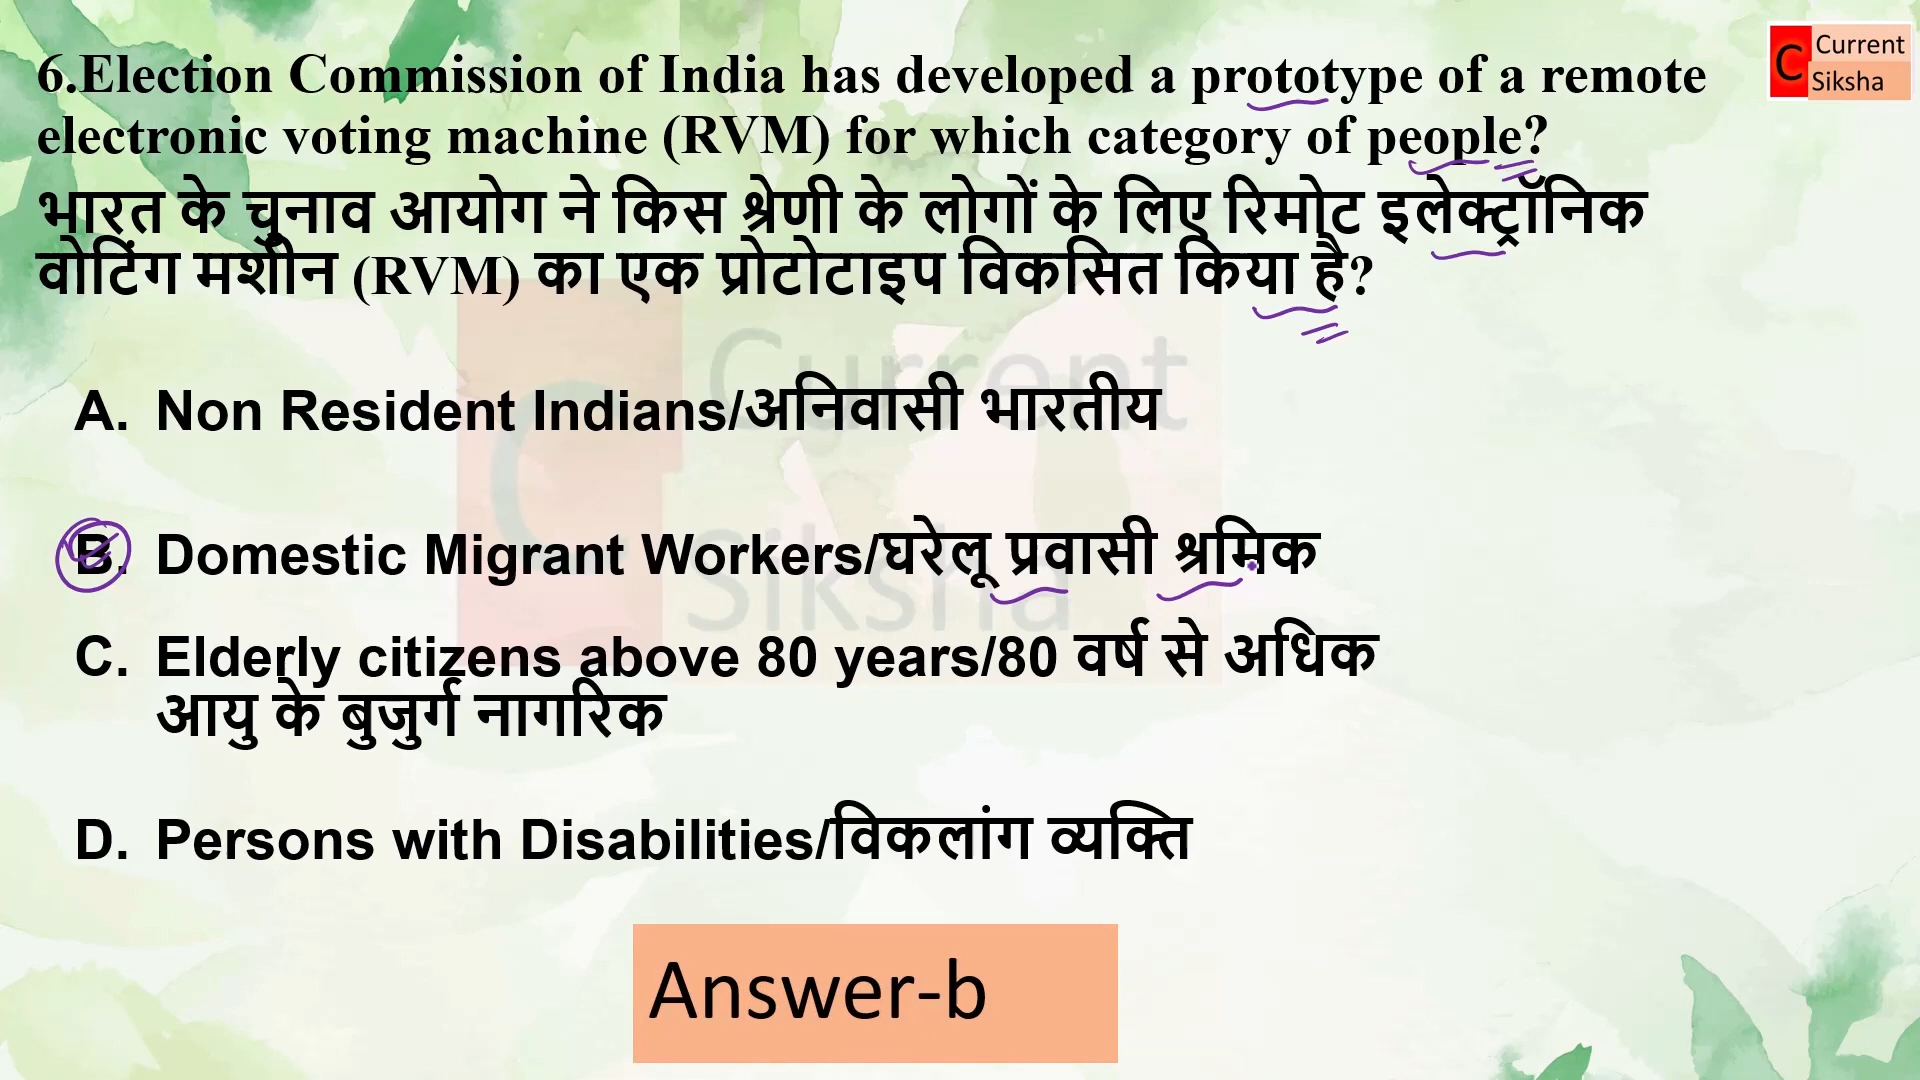 6.Election Commission of India has developed a prototype of a remote
electronic voting machine (RVM) for which category of people?
भारत के चुनाव आयोग ने किस श्रेणी के लोगों के लिए रिमोट इलेक्ट्रॉनिक
वोटिंग मशीन (RVM) का एक प्रोटोटाइप विकसित किया है?
A. Non Resident Indians/अनिवासी भारतीय
B. Domestic Migrant Workers/घरेलू प्रवासी श्रमिक
C. Elderly citizens above 80 years/80 वर्ष से अधिक
आयु के बुजुर्ग नागरिक
D. Persons with Disabilities/विकलांग व्यक्ति
Answer-b
C Current
Siksha
C Current
Siksha